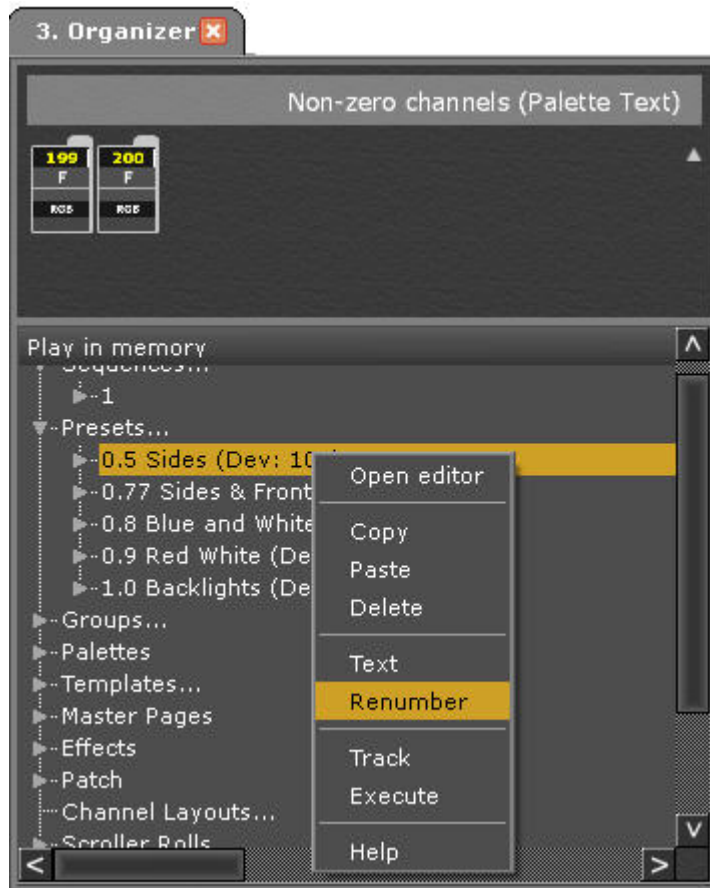 3. Organizer
Non-zero channels (Palette Text)
199 200
F F
RGB RGB
Play in memory
Sequences...
1
Presets...
0.5 Sides (Dev: 10
0.77 Sides & Front
0.8 Blue and White
0.9 Red White (De
1.0 Backlights (De
Groups...
Palettes
Templates...
Master Pages
Effects
Patch
Channel Layouts...
Scroller Rolls
Open editor
Copy
Paste
Delete
Text
Renumber
Track
Execute
Help